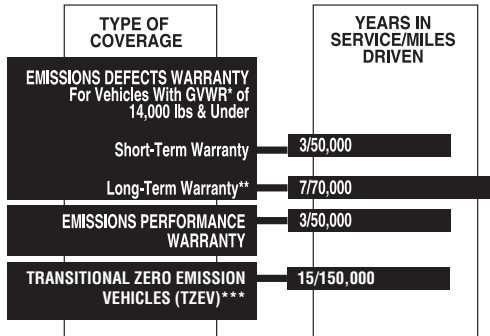 TYPE OF
COVERAGE
YEARS IN
SERVICE/MILES
DRIVEN
EMISSIONS DEFECTS WARRANTY
For Vehicles With GVWR* of
14,000 lbs & Under
Short-Term Warranty
3/50,000
Long-Term Warranty**
7/70,000
EMISSIONS PERFORMANCE
WARRANTY
3/50,000
TRANSITIONAL ZERO EMISSION
VEHICLES (TZEV)***
15/150,000